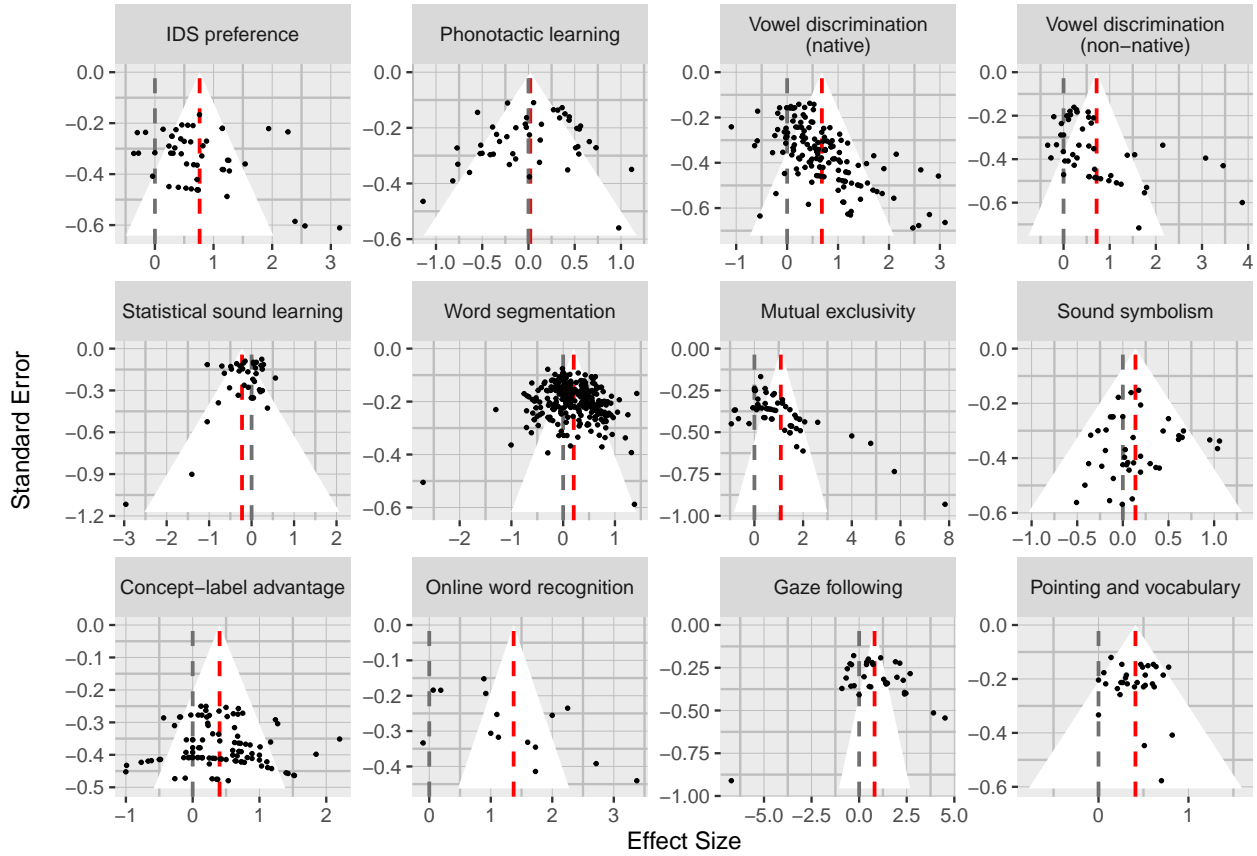 IDS preference
Phonotactic learning
Vowel discrimination
(native)
Vowel discrimination
(non−native)
0.0
−0.2
−0.4
−0.6
0 1 2 3
0.0
−0.2
−0.4
−0.6
−1.0 −0.5 0.0 0.5 1.0
0.0
−0.2
−0.4
−0.6
−1 0 1 2 3
0.0
−0.2
−0.4
−0.6
0 1 2 3 4
Statistical sound learning
Word segmentation
Mutual exclusivity
Sound symbolism
0.0
−0.3
−0.6
−0.9
−1.2
−3 −2 −1 0 1 2
0.0
−0.2
−0.4
−0.6
−2 −1 0 1
0.00
−0.25
−0.50
−0.75
−1.00
0 2 4 6 8
0.0
−0.2
−0.4
−0.6
−1.0 −0.5 0.0 0.5 1.0
Concept−label advantage
Online word recognition
Gaze following
Pointing and vocabulary
0.0
−0.1
−0.2
−0.3
−0.4
−0.5
−1 0 1 2
0.0
−0.1
−0.2
−0.3
−0.4
0 1 2 3
0.00
−0.25
−0.50
−0.75
−1.00
−5.0 −2.5 0.0 2.5 5.0
0.0
−0.2
−0.4
−0.6
0 1
Standard Error
Effect Size